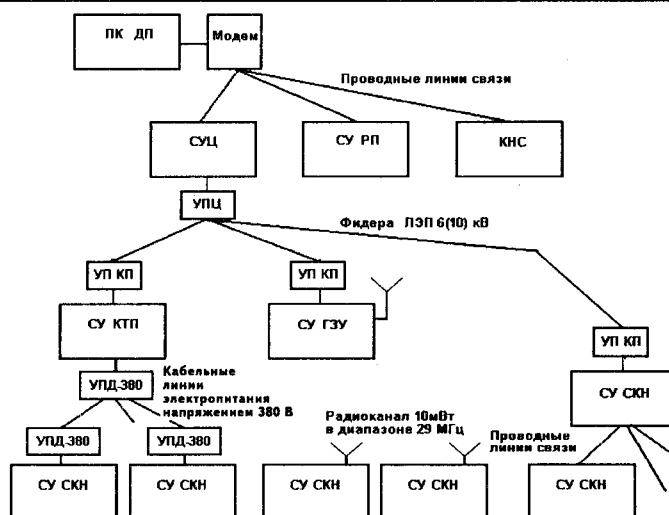 ПК ДП
Модем
Проводные линии связи
СУЦ
СУ РП
КНС
УПЦ
Фидера ЛЭП 6(10) кВ
УП КП
УП КП
СУ КТП
СУ ГЗУ
УП КП
УПД-380
Кабельные
линии
электропитания
напряжением 380 В
СУ СКН
УПД-380
УПД-380
Радиоканал 10мВт
в диапазоне 29 МГц
Проводные
линии связи
СУ СКН
СУ СКН
СУ СКН
СУ СКН
СУ СКН